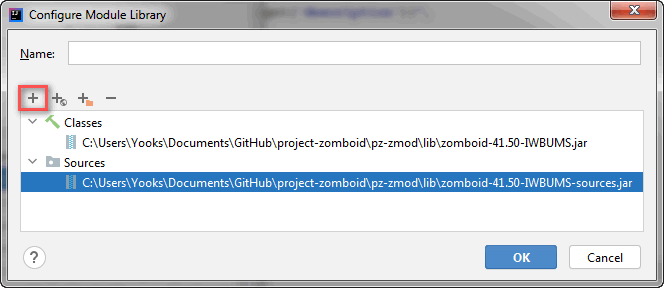 Configure Module Library
Name:
Classes
C:\Users\Yooks\Documents\GitHub\project-zomboid\pz-zmod\lib\zomboid-41.50-IWBUMS.jar
Sources
C:\Users\Yooks\Documents\GitHub\project-zomboid\pz-zmod\lib\zomboid-41.50-IWBUMS-sources.jar
?
OK
Cancel